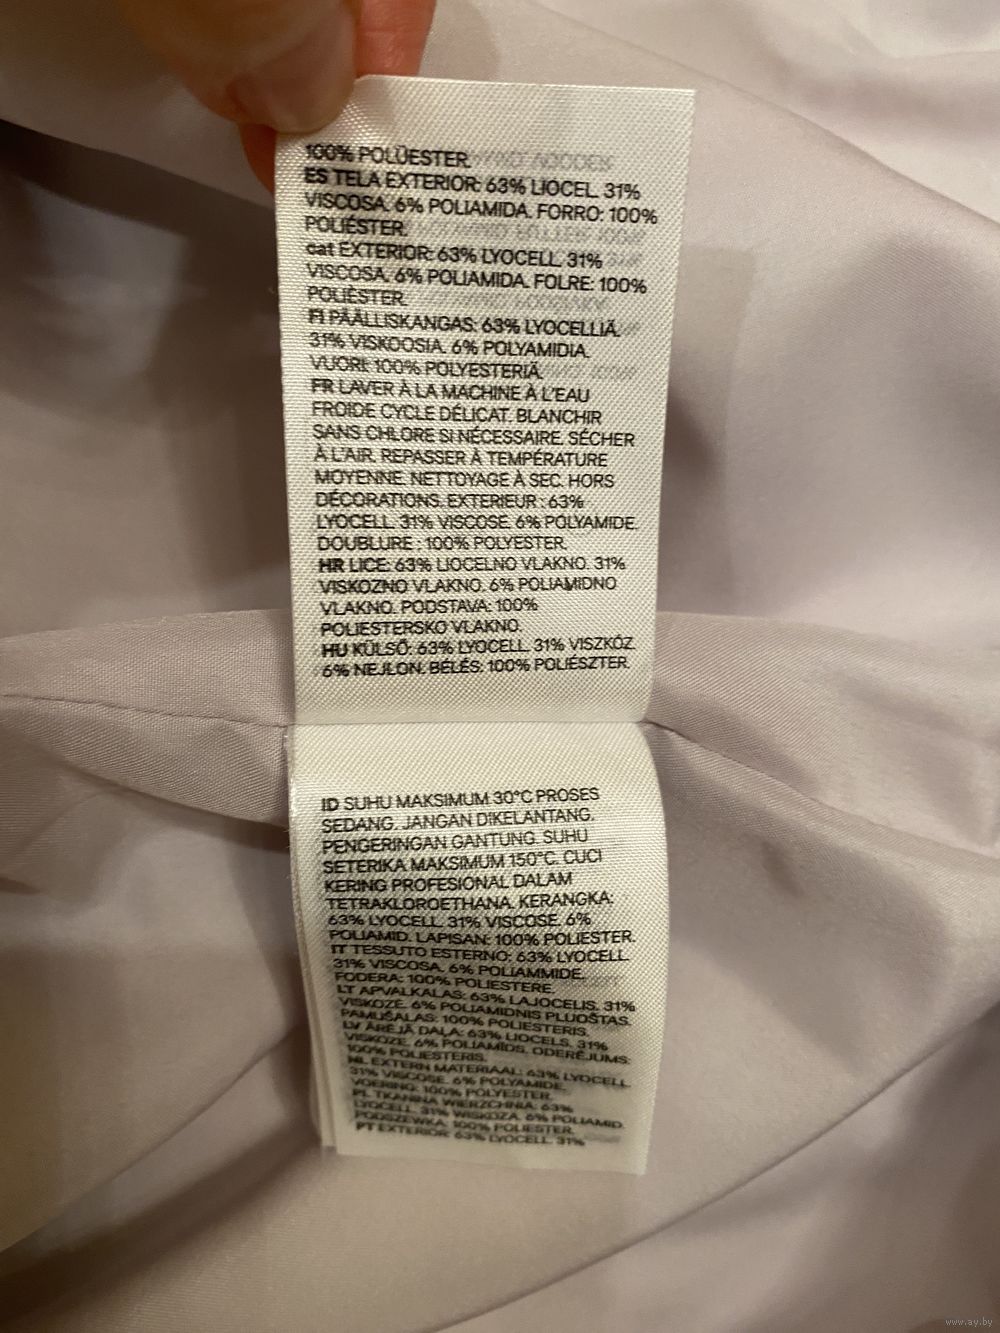 100% POLÜESTER.
ES TELA EXTERIOR: 63% LIOCEL. 31%
VISCOSA. 6% POLIAMIDA. FORRO: 100%
POLIÉSTER.
cat EXTERIOR: 63% LYOCELL. 31%
VISCOSA. 6% POLIAMIDA. FOLRE: 100%
POLIÈSTER.
FI PÄÄLLISKANGAS: 63% LYOCELLIÄ.
31% VISKOOSIA. 6% POLYAMIDIA.
VUORI: 100% POLYESTERIÄ.
FR LAVER À LA MACHINE À L'EAU
FROIDE CYCLE DÉLICAT. BLANCHIR
SANS CHLORE SI NÉCESSAIRE. SÉCHER
À L'AIR. REPASSER À TEMPÉRATURE
MOYENNE. NETTOYAGE À SEC. HORS
DÉCORATIONS. EXTERIEUR : 63%
LYOCELL. 31% VISCOSE. 6% POLYAMIDE.
DOUBLURE : 100% POLYESTER.
HR LICE: 63% LIOCELNO VLAKNO. 31%
VISKOZNO VLAKNO. 6% POLIAMIDNO
VLAKNO. PODSTAVA: 100%
POLIESTERSKO VLAKNO.
HU KÜLSŐ: 63% LYOCELL. 31% VISZKÓZ.
6% NEJLON. BÉLÉS: 100% POLIÉSZTER.
ID SUHU MAKSIMUM 30°C PROSES
SEDANG. JANGAN DIKELANTANG.
PENGERINGAN GANTUNG. SUHU
SETERIKA MAKSIMUM 150°C. CUCI
KERING PROFESIONAL DALAM
TETRAKLOROETHANA. KERANGKA:
63% LYOCELL. 31% VISCOSE. 6%
POLIAMID. LAPISAN: 100% POLIESTER.
IT TESSUTO ESTERNO: 63% LYOCELL.
31% VISCOSA. 6% POLIAMMIDE.
FODERA: 100% POLIESTERE.
LT APVALKALAS: 63% LAJOCELIS. 31%
VISKOZĖ. 6% POLIAMIDNIS PLUOŠTAS.
PAMUŠALAS: 100% POLIESTERIS.
LV ĀRĒJĀ DAĻA: 63% LIOCELS. 31%
VISKOZE. 6% POLIAMĪDS. ODERĒJUMS:
100% POLIESTERIS.
NL EXTERN MATERIAAL: 63% LYOCELL.
31% VISCOSE. 6% POLYAMIDE.
VOERING: 100% POLYESTER.
PL TKANINA WIERZCHNIA: 63%
LYOCELL. 31% WISKOZA. 6% POLIAMID.
PODSZEWKA: 100% POLIESTER.
PT EXTERIOR: 63% LYOCELL. 31%
www.ay.by